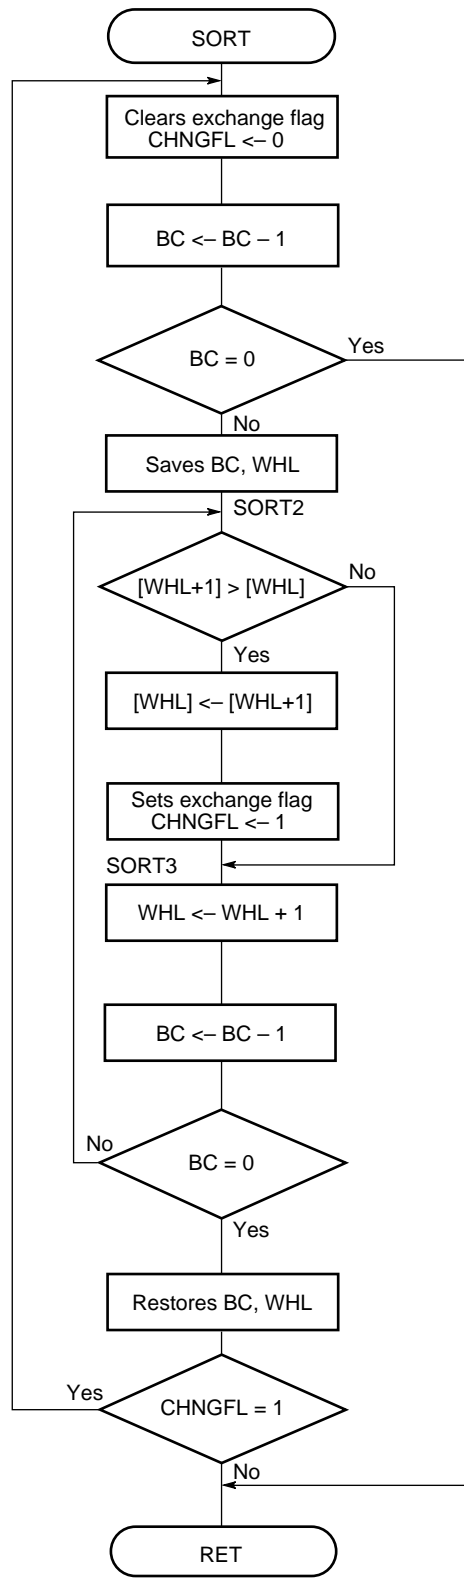 SORT
Clears exchange flag
CHNGFL <– 0
BC <– BC – 1
BC = 0
Yes
No
Saves BC, WHL
SORT2
[WHL+1] > [WHL]
No
Yes
[WHL] <– [WHL+1]
Sets exchange flag
CHNGFL <– 1
SORT3
WHL <– WHL + 1
BC <– BC – 1
No
BC = 0
Yes
Restores BC, WHL
Yes
CHNGFL = 1
No
RET